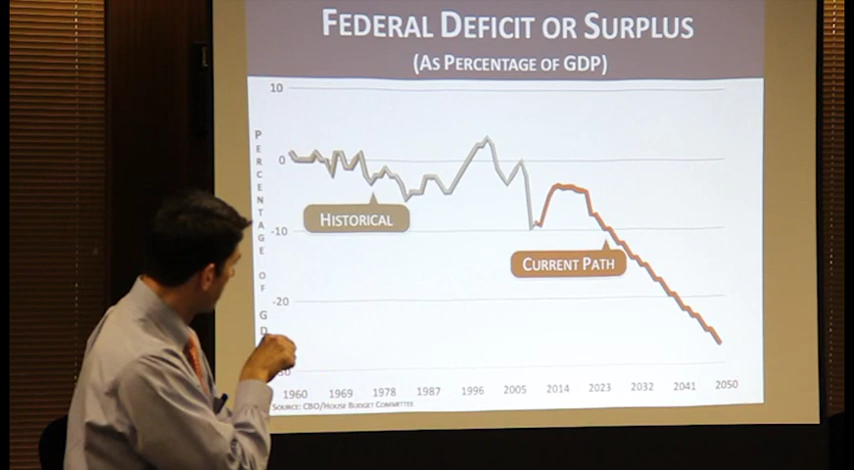 FEDERAL DEFICIT OR SURPLUS
(AS PERCENTAGE OF GDP)
10
0
-10
-20
PERCENTAGE OF GD
HISTORICAL
CURRENT PATH
1960 1969 1978 1987 1996 2005 2014 2023 2032 2041 2050
SOURCE: CBO/HOUSE BUDGET COMMITTEE